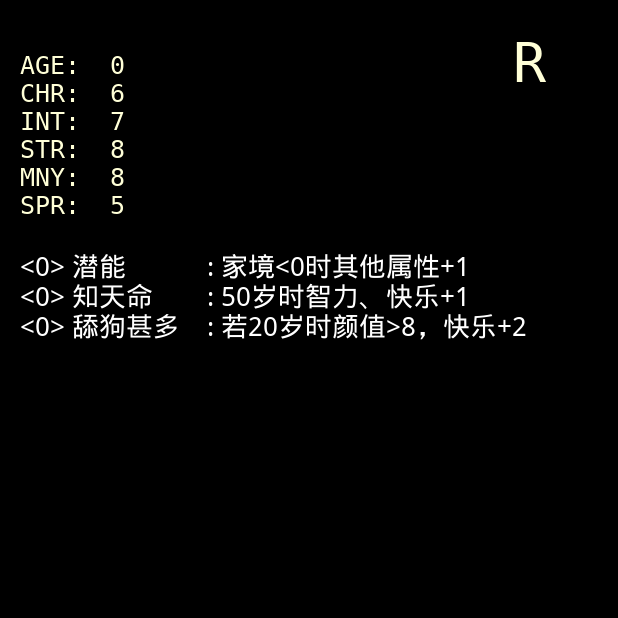 R
AGE: 0
CHR: 6
INT: 7
STR: 8
MNY: 8
SPR: 5
<0> 潜能 : 家境<0时其他属性+1
<0> 知天命 : 50岁时智力、快乐+1
<0> 舔狗甚多 : 若20岁时颜值>8，快乐+2